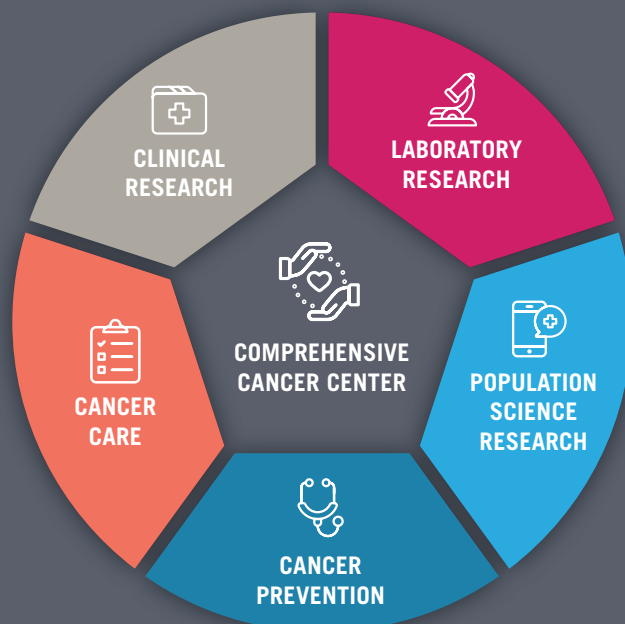 CLINICAL
RESEARCH
LABORATORY
RESEARCH
COMPREHENSIVE
CANCER CENTER
POPULATION
SCIENCE
RESEARCH
CANCER
CARE
CANCER
PREVENTION